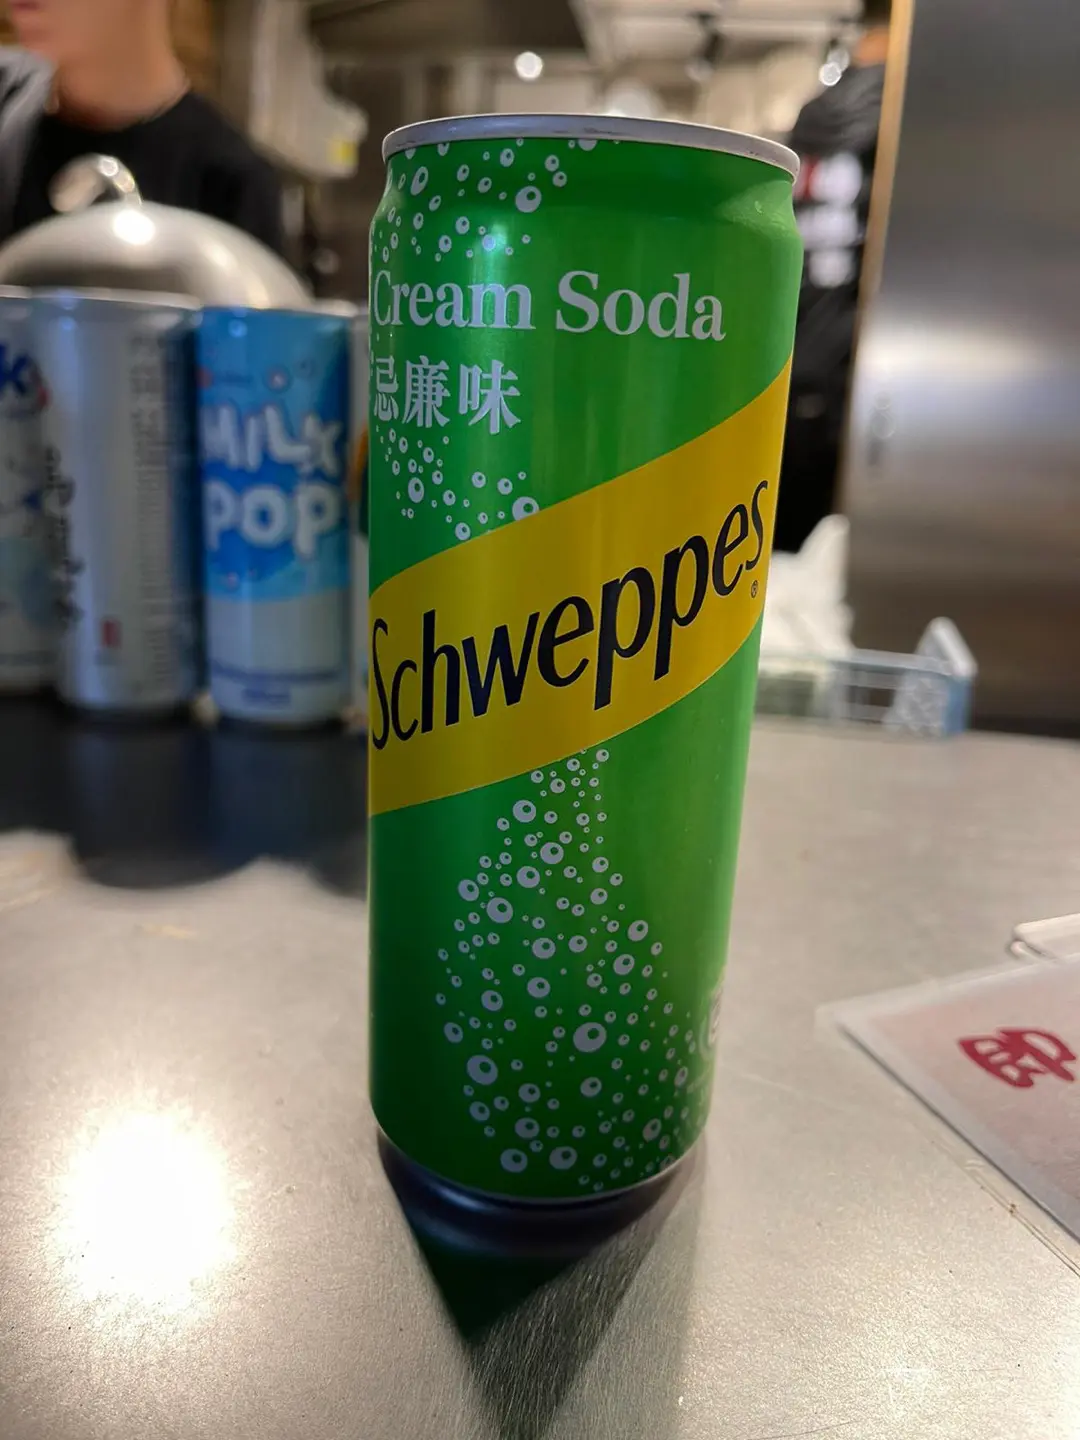 Cream Soda
忌廉味
Schweppes®
MILK
POP